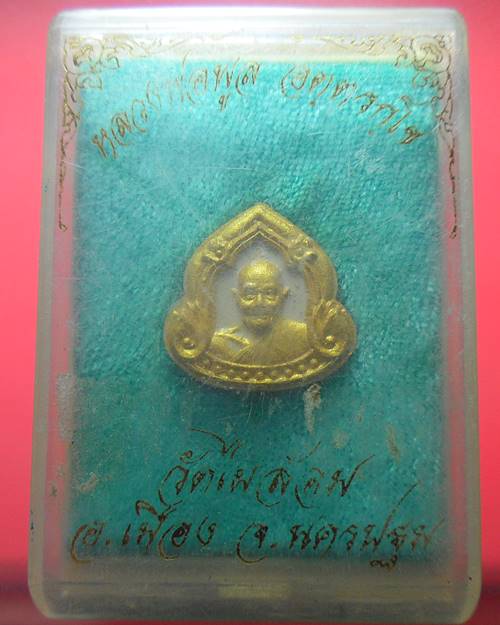 หลวงพ่อพูล อตฺตรกฺโข
วัดไผ่ล้อม
อ.เมือง จ.นครปฐม